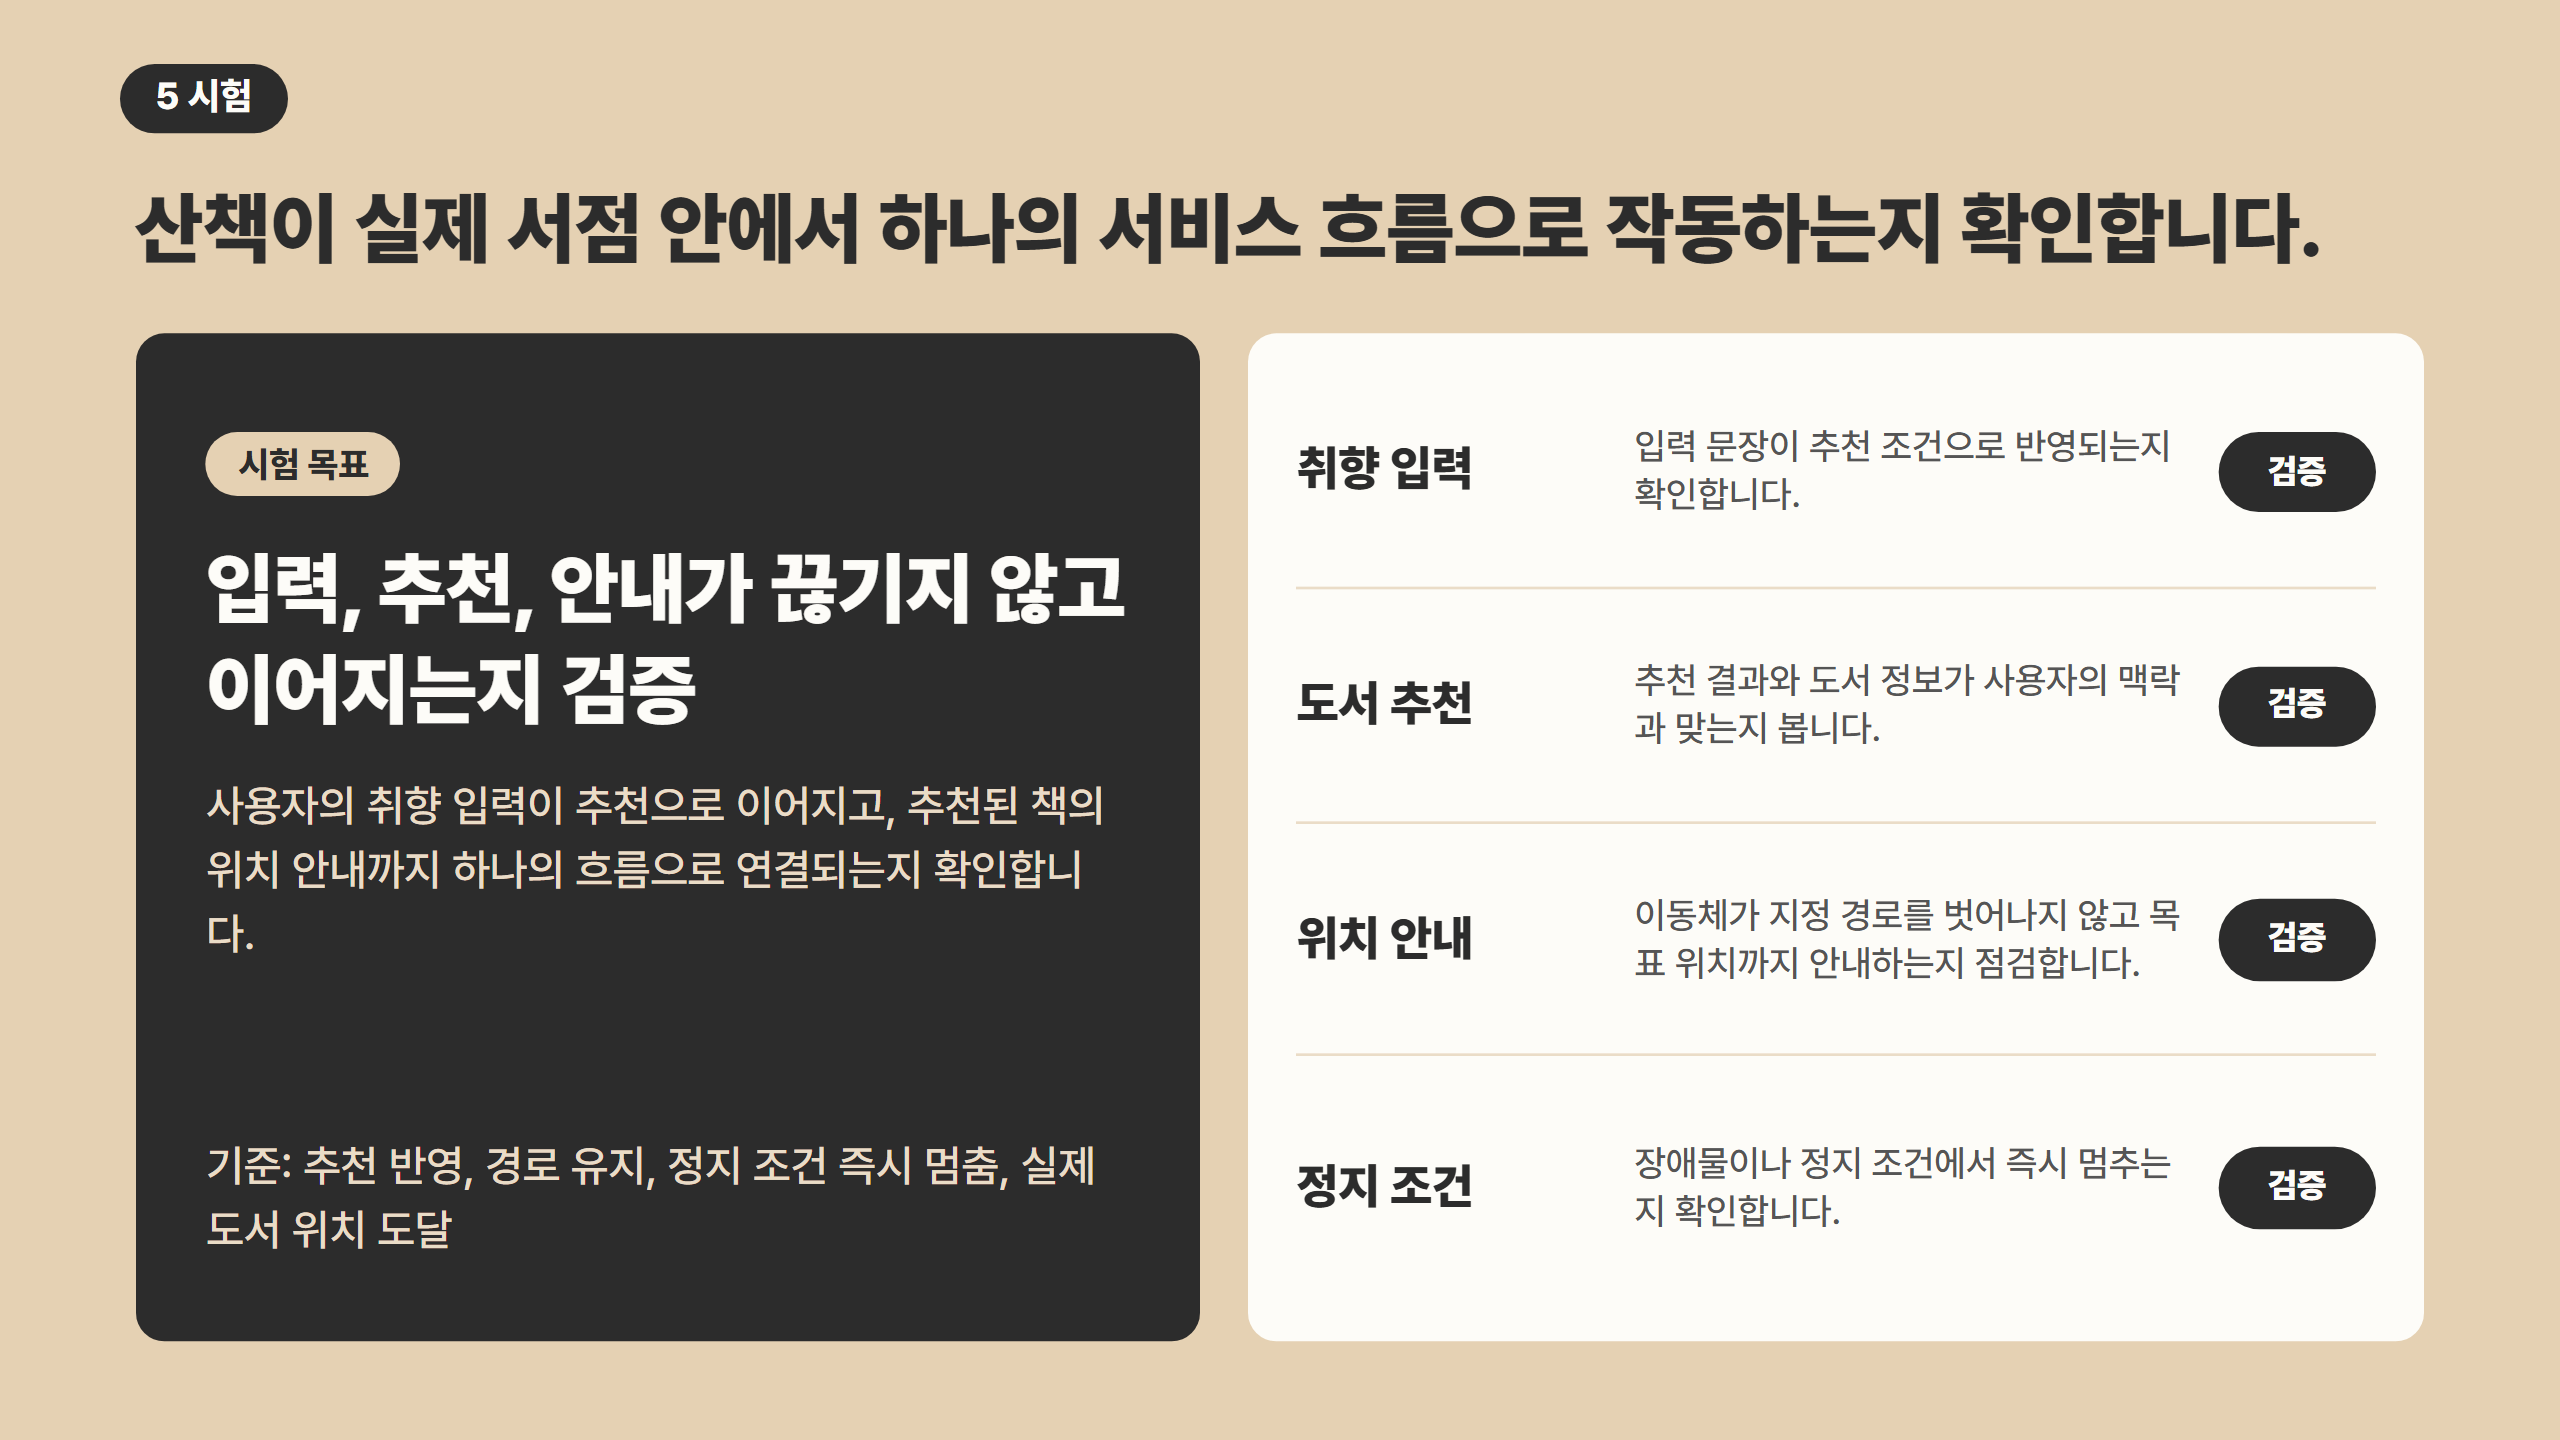 5 시험
산책이 실제 서점 안에서 하나의 서비스 흐름으로 작동하는지 확인합니다.
시험 목표
입력, 추천, 안내가 끊기지 않고
이어지는지 검증
사용자의 취향 입력이 추천으로 이어지고, 추천된 책의
위치 안내까지 하나의 흐름으로 연결되는지 확인합니
다.
기준: 추천 반영, 경로 유지, 정지 조건 즉시 멈춤, 실제
도서 위치 도달
취향 입력
입력 문장이 추천 조건으로 반영되는지
확인합니다.
검증
도서 추천
추천 결과와 도서 정보가 사용자의 맥락
과 맞는지 봅니다.
검증
위치 안내
이동체가 지정 경로를 벗어나지 않고 목
표 위치까지 안내하는지 점검합니다.
검증
정지 조건
장애물이나 정지 조건에서 즉시 멈추는
지 확인합니다.
검증